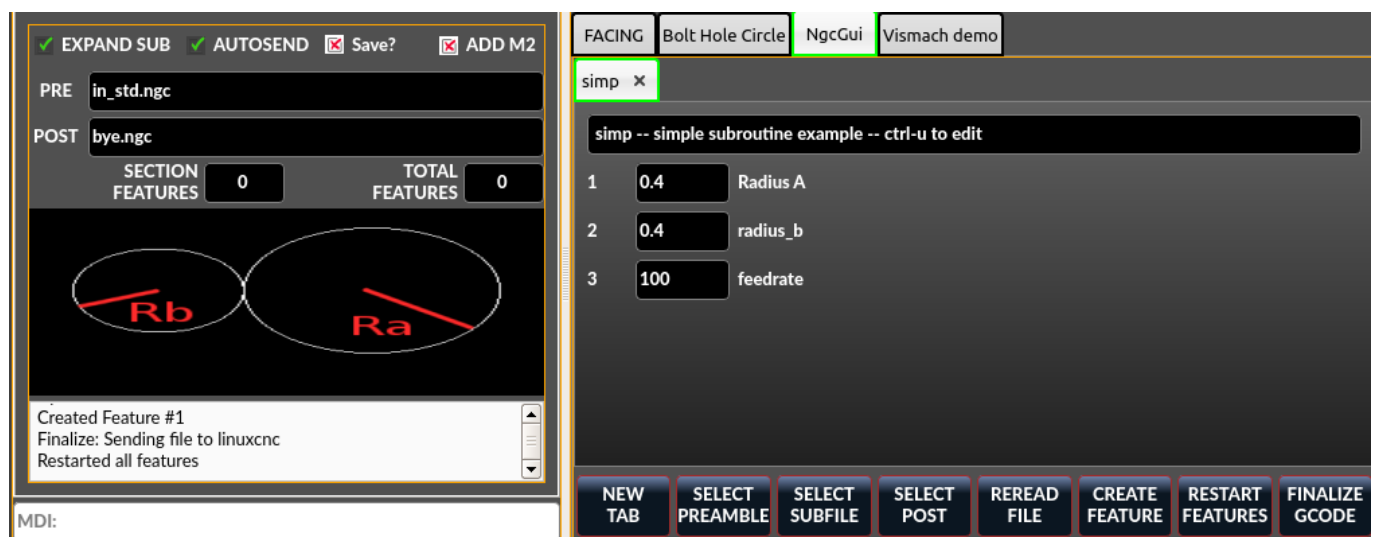 EXPAND SUB AUTOSEND Save? ADD M2
PRE in_std.ngc
POST bye.ngc
SECTION FEATURES 0 TOTAL FEATURES 0
Rb
Ra
Created Feature #1
Finalize: Sending file to linuxcnc
Restarted all features
MDI:
FACING Bolt Hole Circle NgcGui Vismach demo
simp
simp -- simple subroutine example -- ctrl-u to edit
1 0.4 Radius A
2 0.4 radius_b
3 100 feedrate
NEW TAB
SELECT PREAMBLE
SELECT SUBFILE
SELECT POST
REREAD FILE
CREATE FEATURE
RESTART FEATURES
FINALIZE GCODE